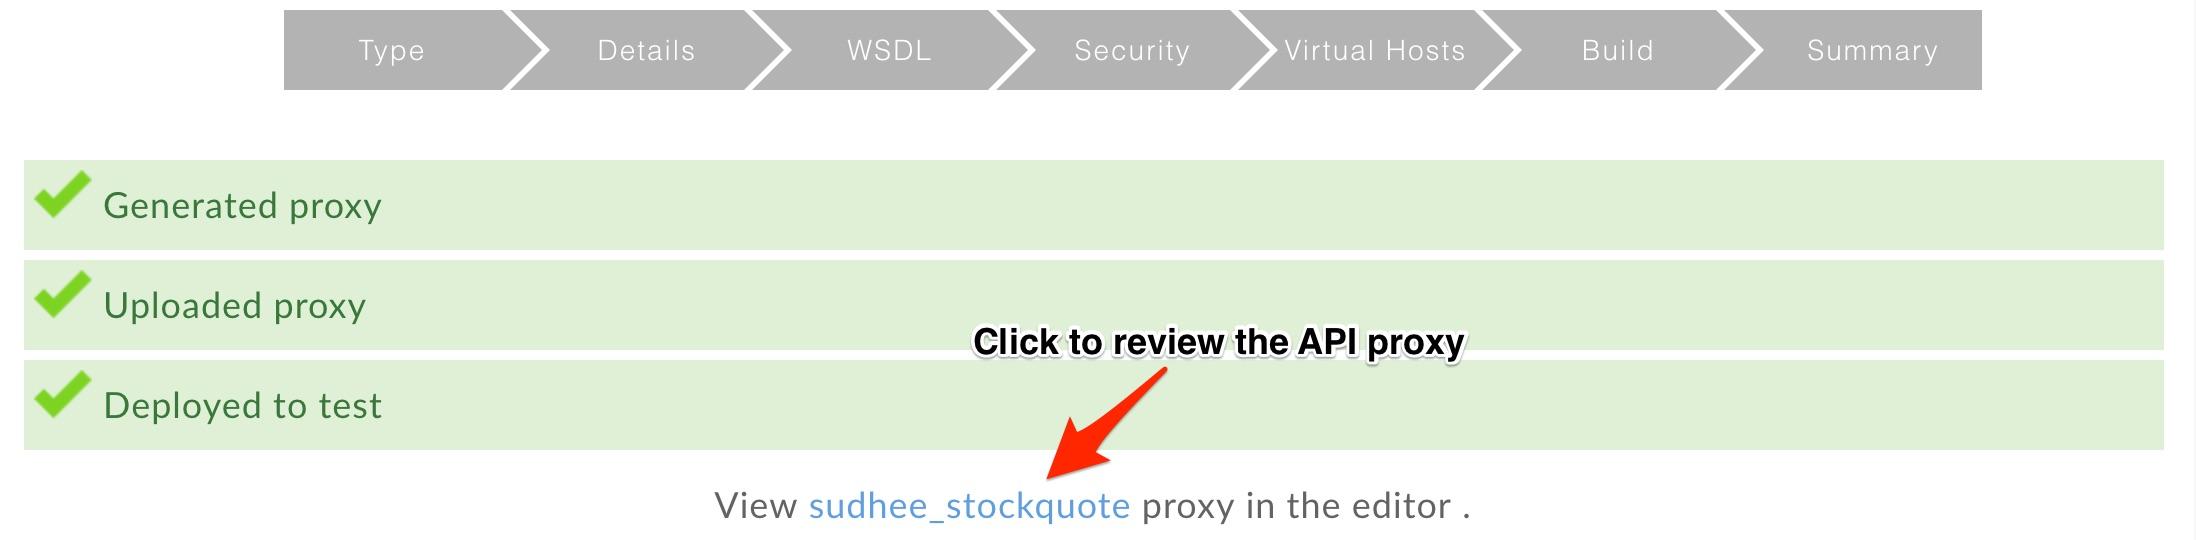 Type Details WSDL Security Virtual Hosts Build Summary
Generated proxy
Uploaded proxy
Click to review the API proxy
Deployed to test
View sudhee_stockquote proxy in the editor .